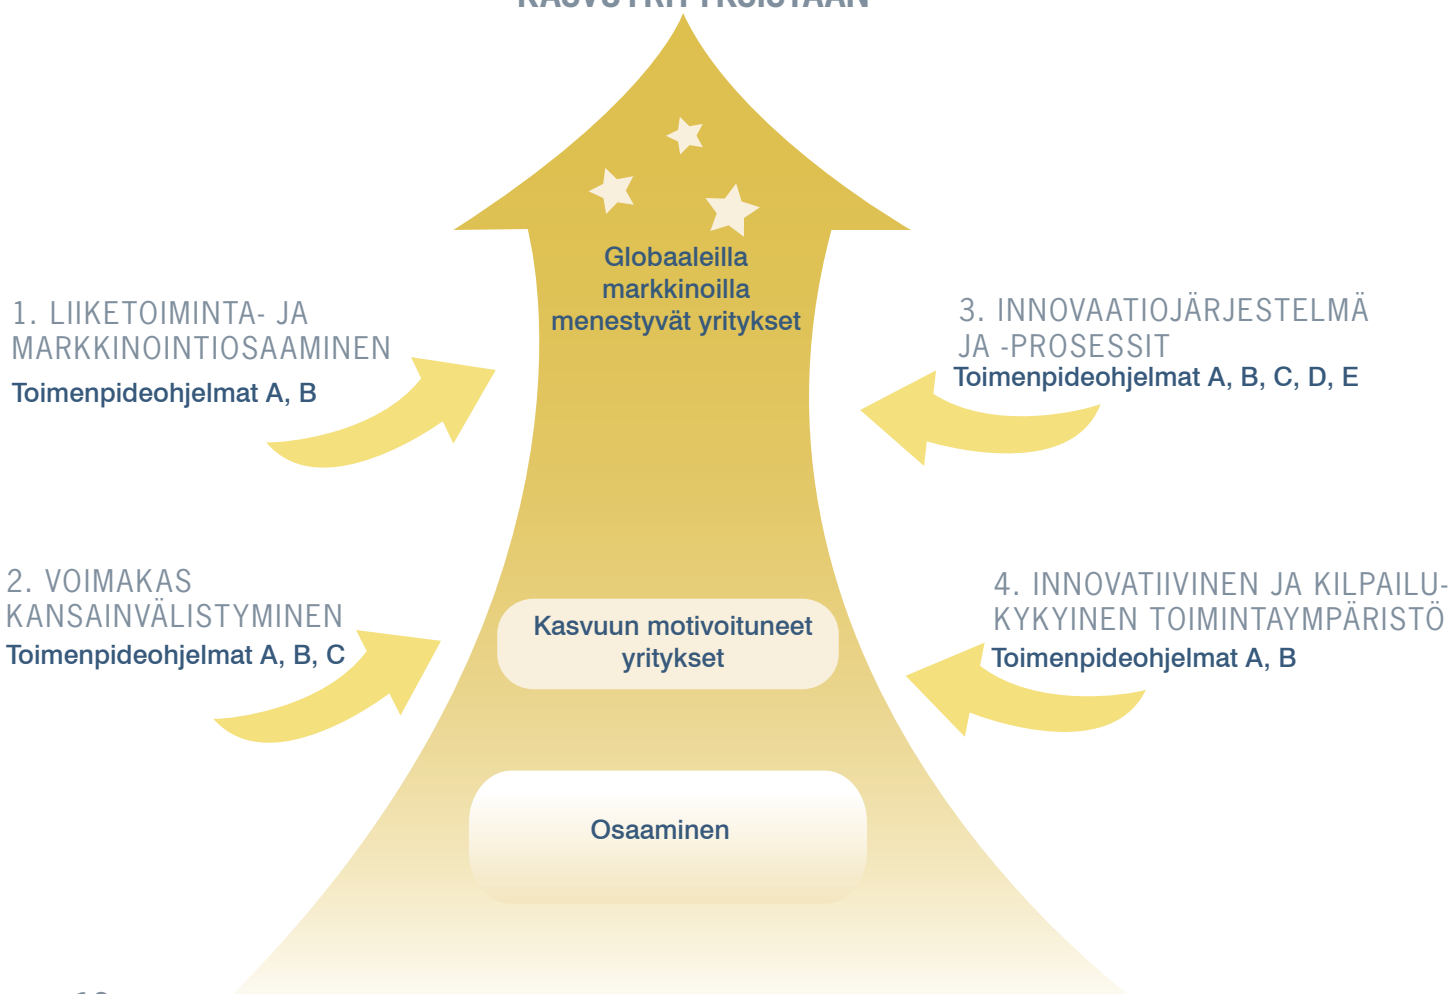 Globaaleilla
markkinoilla
menestyvät yritykset
1. LIIKETOIMINTA- JA
MARKKINOINTIOSAAMINEN
Toimenpideohjelmat A, B
3. INNOVAATIOJÄRJESTELMÄ
JA -PROSESSIT
Toimenpideohjelmat A, B, C, D, E
2. VOIMAKAS
KANSAINVÄLISTYMINEN
Toimenpideohjelmat A, B, C
4. INNOVATIIVINEN JA KILPAILU-
KYKYINEN TOIMINTAYMPÄRISTÖ
Toimenpideohjelmat A, B
Kasvuun motivoituneet
yritykset
Osaaminen